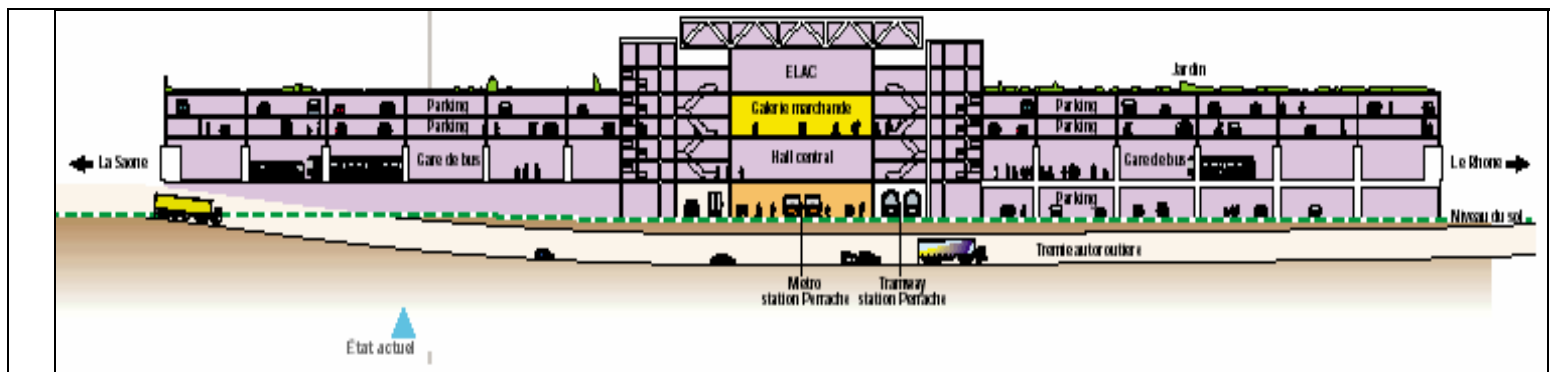 ELAC
Jardin
Parking
Galerie marchande
Parking
Parking
Parking
La Saone
Gare de bus
Hall central
Gare de bus
Le Rhone
Parking
Niveau du sol
Tremie autoroutiere
Métro
station Perrache
Tramway
station Perrache
État actuel